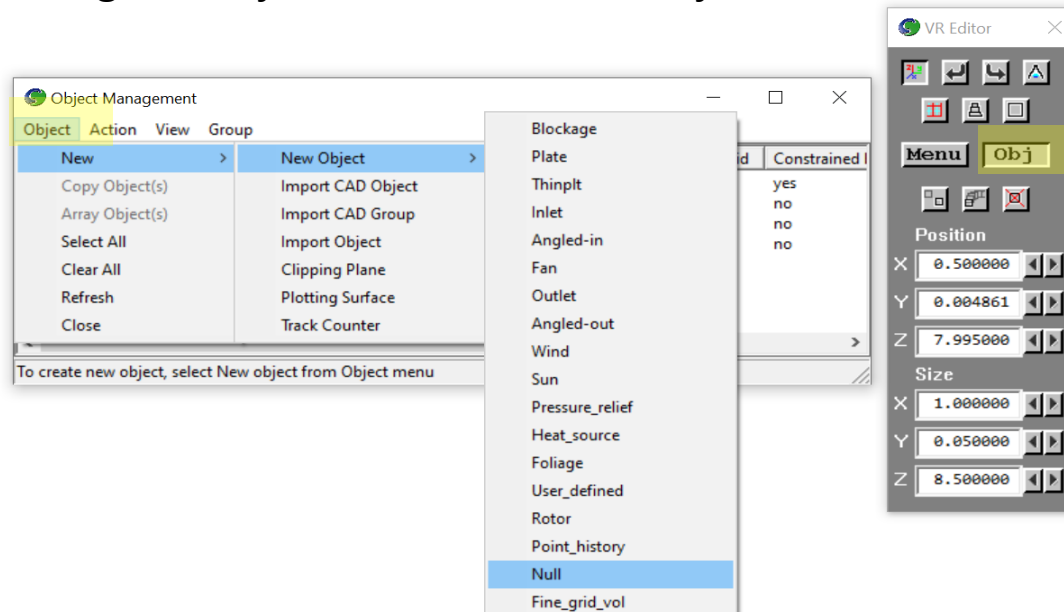 VR Editor
Object Management
Object Action View Group
New
Copy Object(s)
Array Object(s)
Select All
Clear All
Refresh
Close
New Object
Import CAD Object
Import CAD Group
Import Object
Clipping Plane
Plotting Surface
Track Counter
Blockage
Plate
Thinplt
Inlet
Angled-in
Fan
Outlet
Angled-out
Wind
Sun
Pressure_relief
Heat_source
Foliage
User_defined
Rotor
Point_history
Null
Fine_grid_vol
id Constrained
yes
no
no
no
To create new object, select New object from Object menu
Menu Obj
Position
X 0.500000
Y 0.004861
Z 7.995000
Size
X 1.000000
Y 0.050000
Z 8.500000